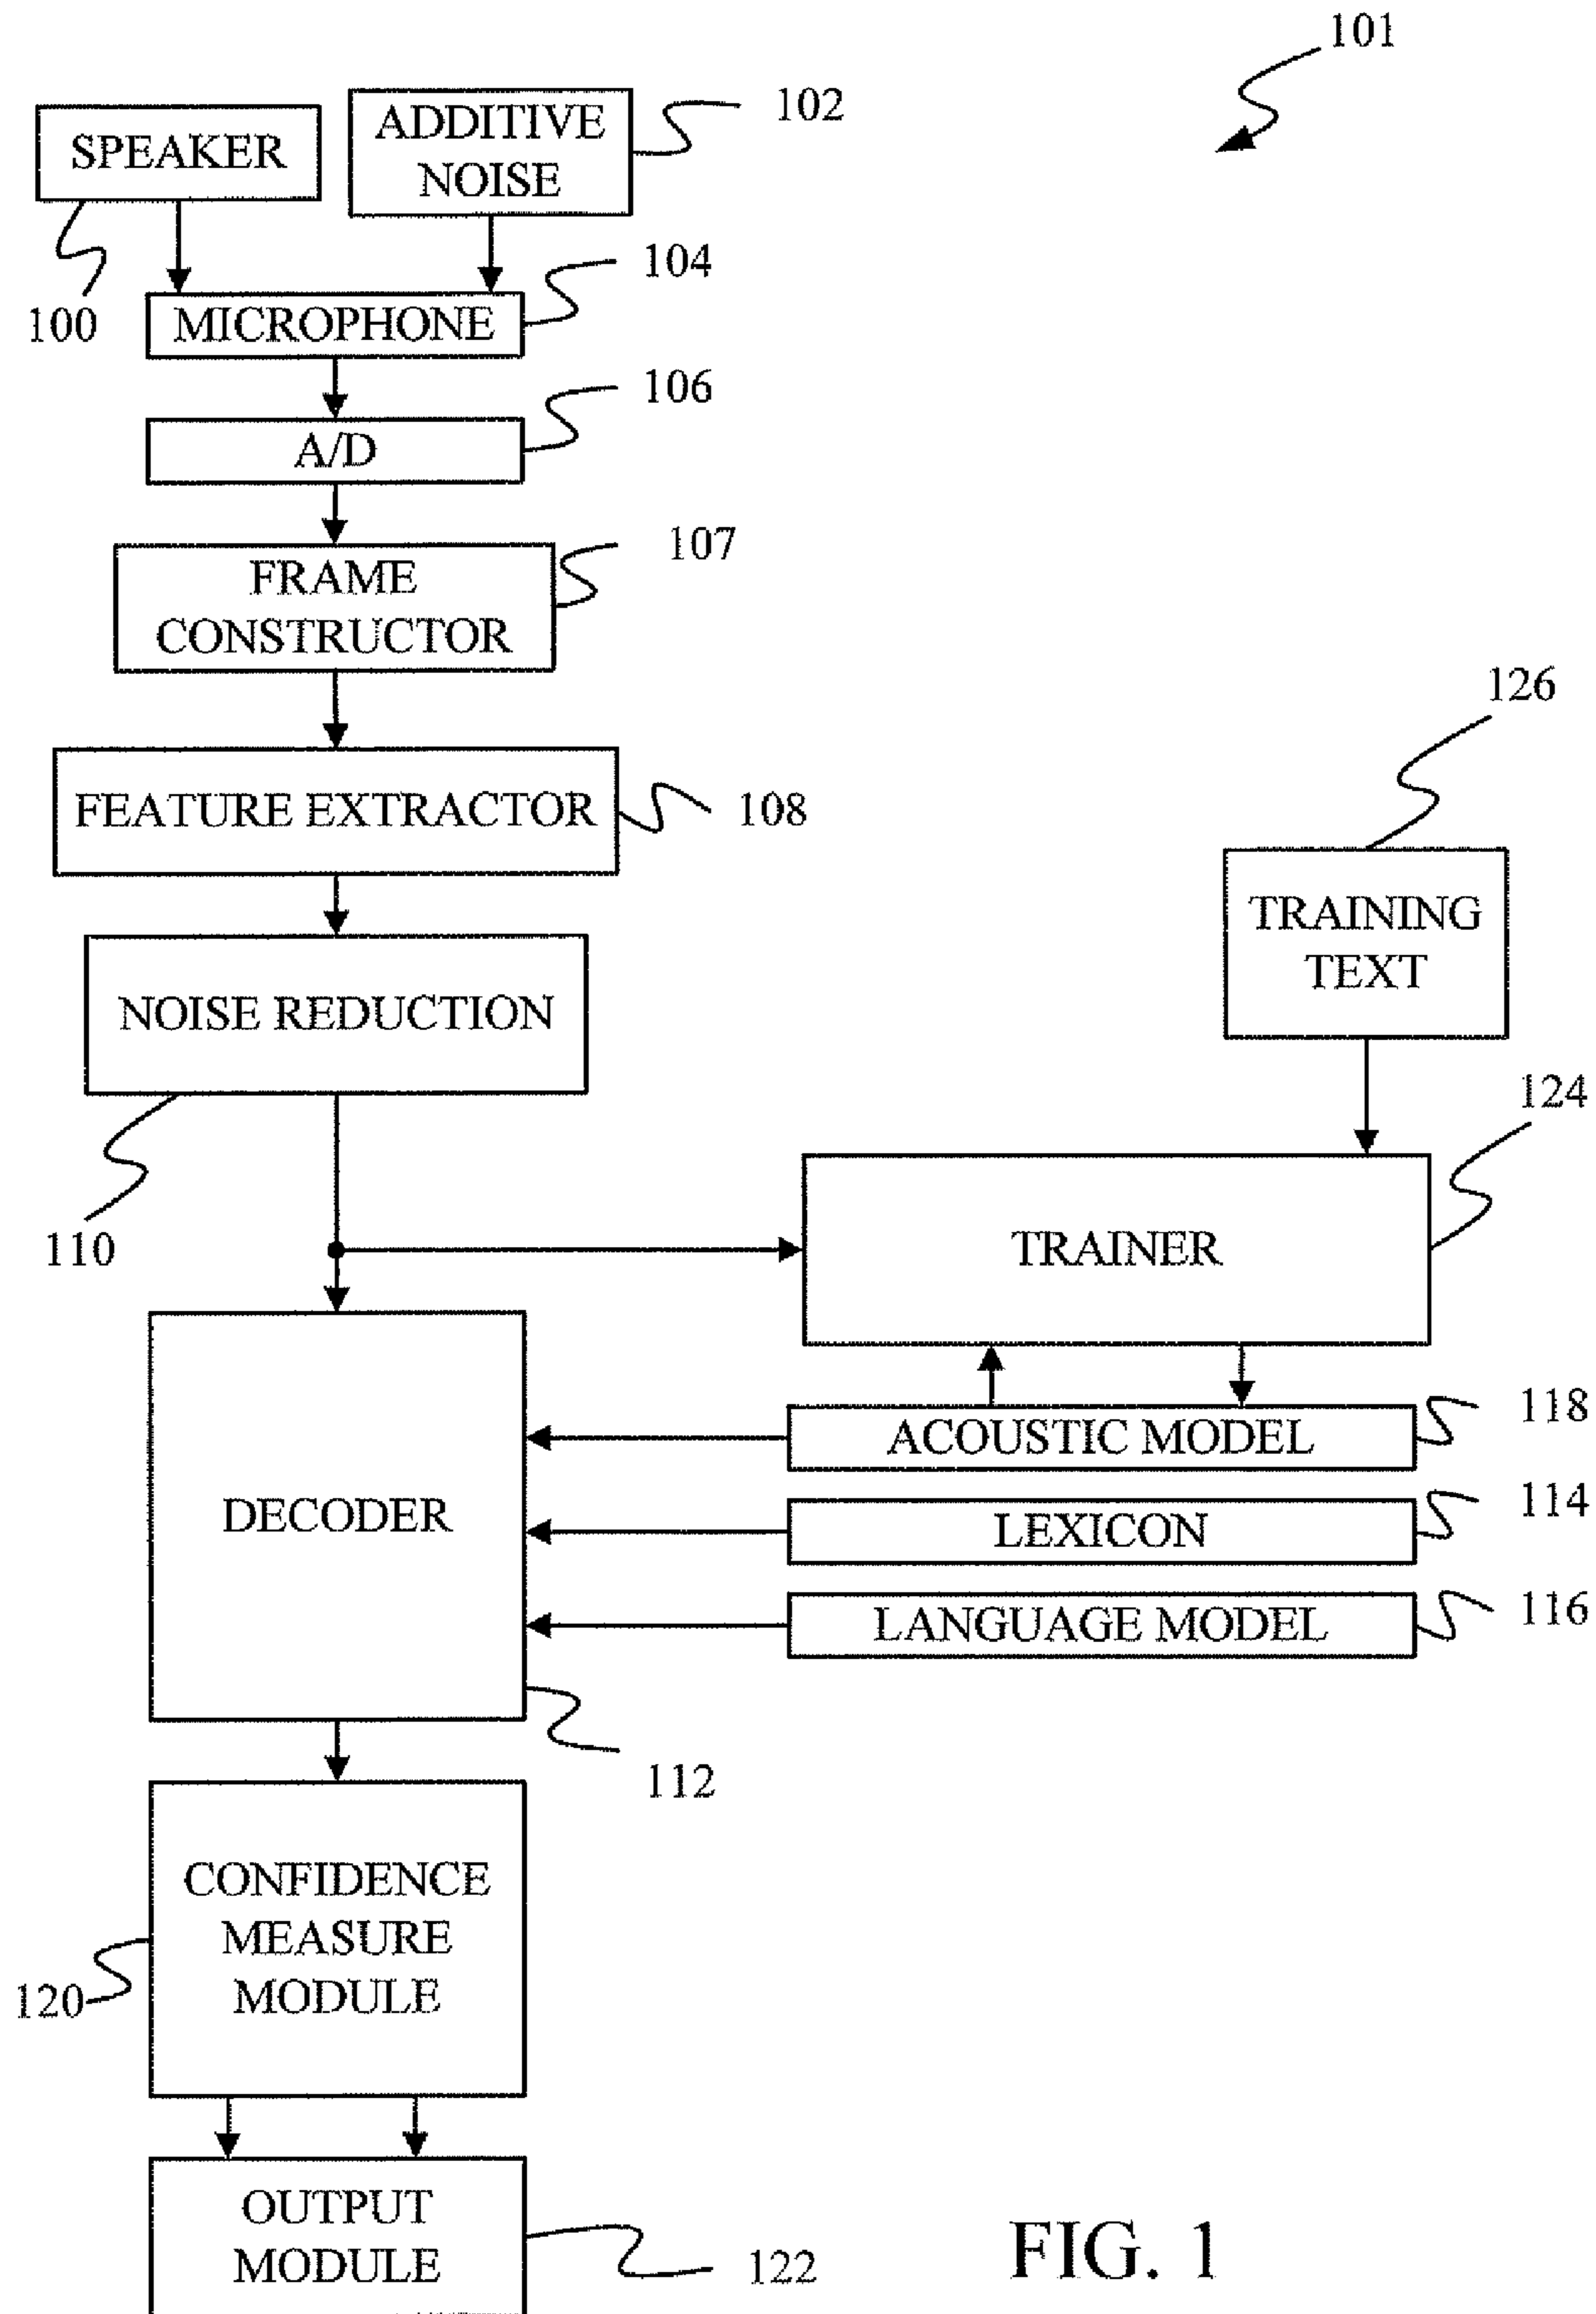 101
SPEAKER
ADDITIVE
NOISE
102
100
MICROPHONE
104
A/D
106
FRAME
CONSTRUCTOR
107
FEATURE EXTRACTOR
108
126
TRAINING
TEXT
NOISE REDUCTION
110
124
TRAINER
DECODER
ACOUSTIC MODEL
118
LEXICON
114
LANGUAGE MODEL
116
112
CONFIDENCE
MEASURE
MODULE
120
OUTPUT
MODULE
122
FIG. 1